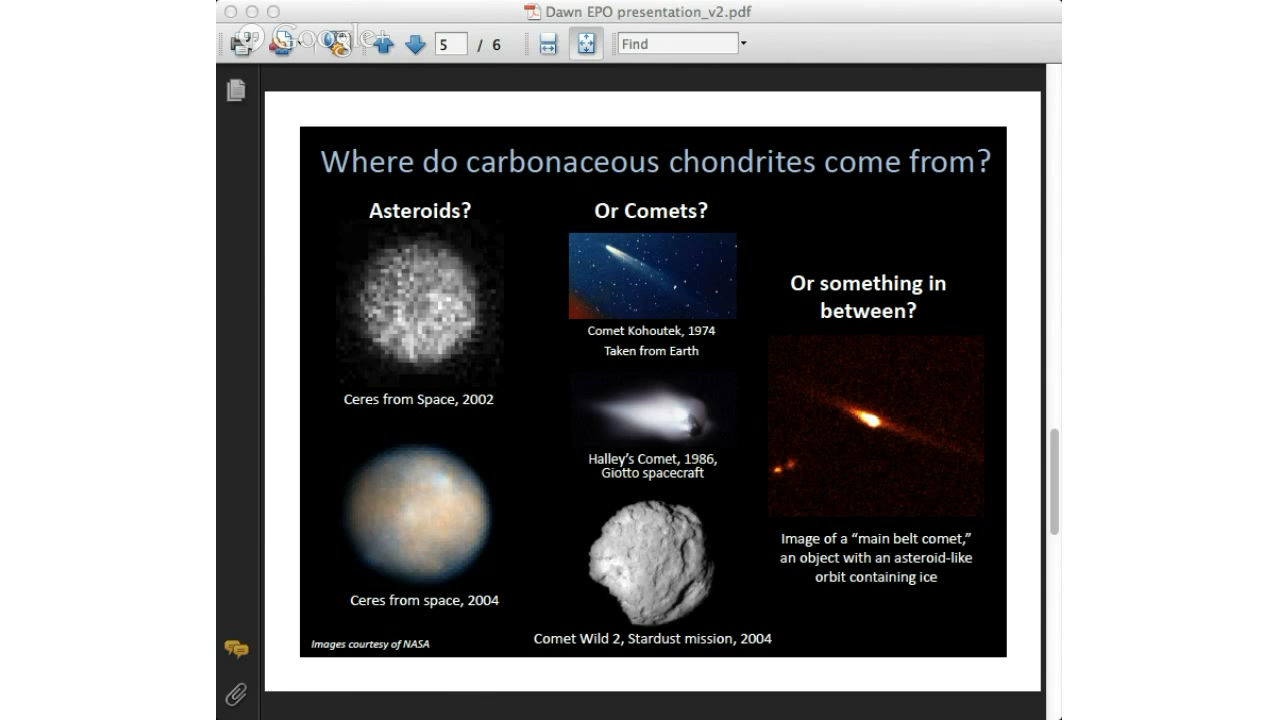 Dawn EPO presentation_v2.pdf
Google+
5 / 6
Find
Where do carbonaceous chondrites come from?
Asteroids?
Ceres from Space, 2002
Ceres from space, 2004
Images courtesy of NASA
Or Comets?
Comet Kohoutek, 1974
Taken from Earth
Halley’s Comet, 1986,
Giotto spacecraft
Comet Wild 2, Stardust mission, 2004
Or something in
between?
Image of a “main belt comet,”
an object with an asteroid-like
orbit containing ice